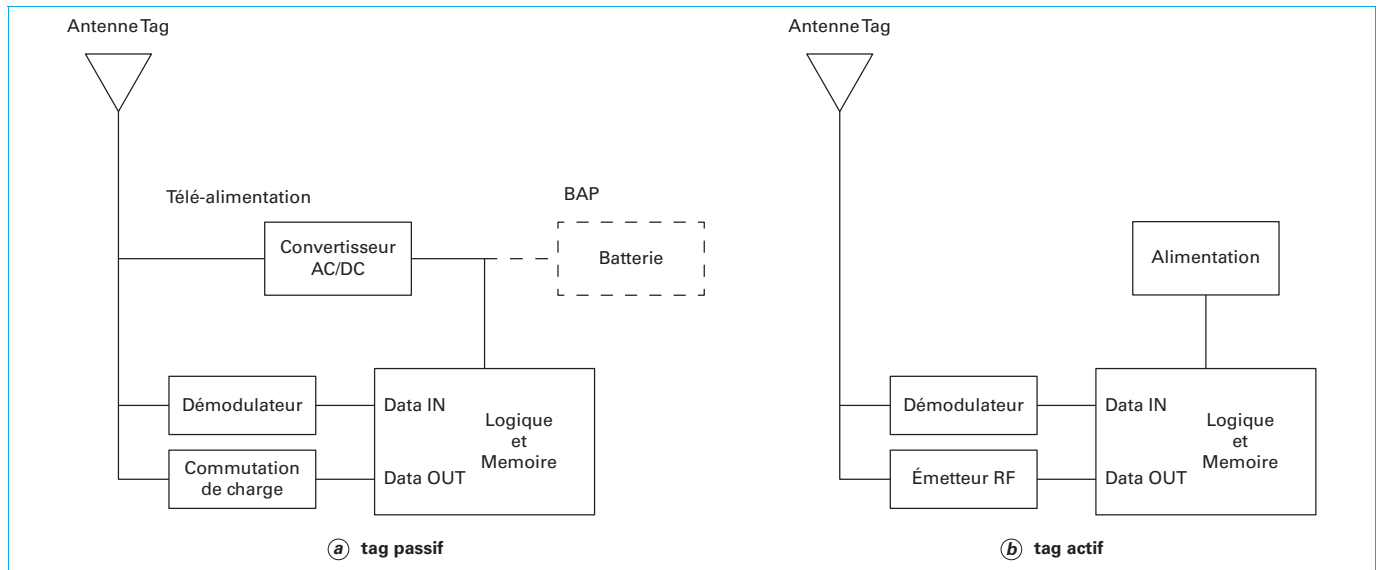 Antenne Tag
Télé-alimentation
BAP
Convertisseur
AC/DC
Batterie
Démodulateur
Data IN
Logique
et
Memoire
Commutation
de charge
Data OUT
a tag passif
Antenne Tag
Alimentation
Démodulateur
Data IN
Logique
et
Memoire
Émetteur RF
Data OUT
b tag actif